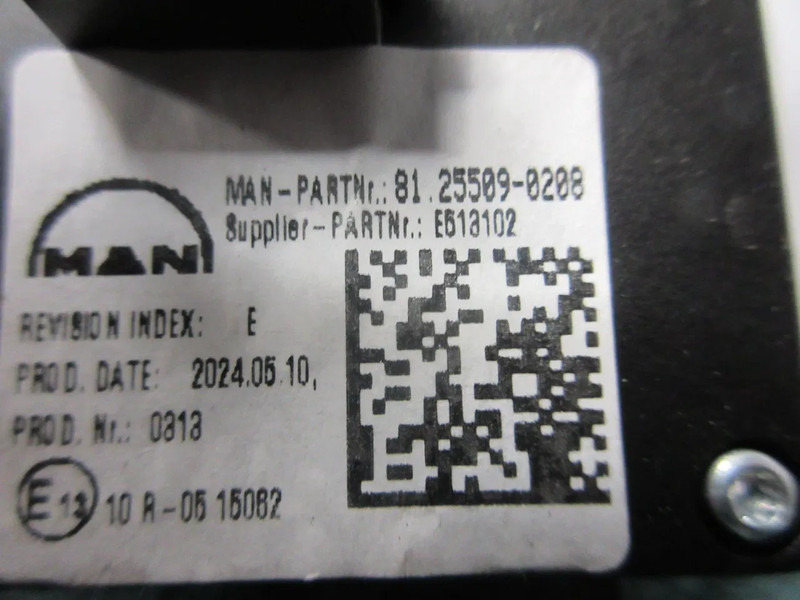 MAN-PARTNr.: 81.25509-0208
Supplier-PARTNr.: E513102
MAN
REVISION INDEX: E
PROD. DATE: 2024.05.10,
PROD. Nr.: 0313
E13 10 R-05 15082